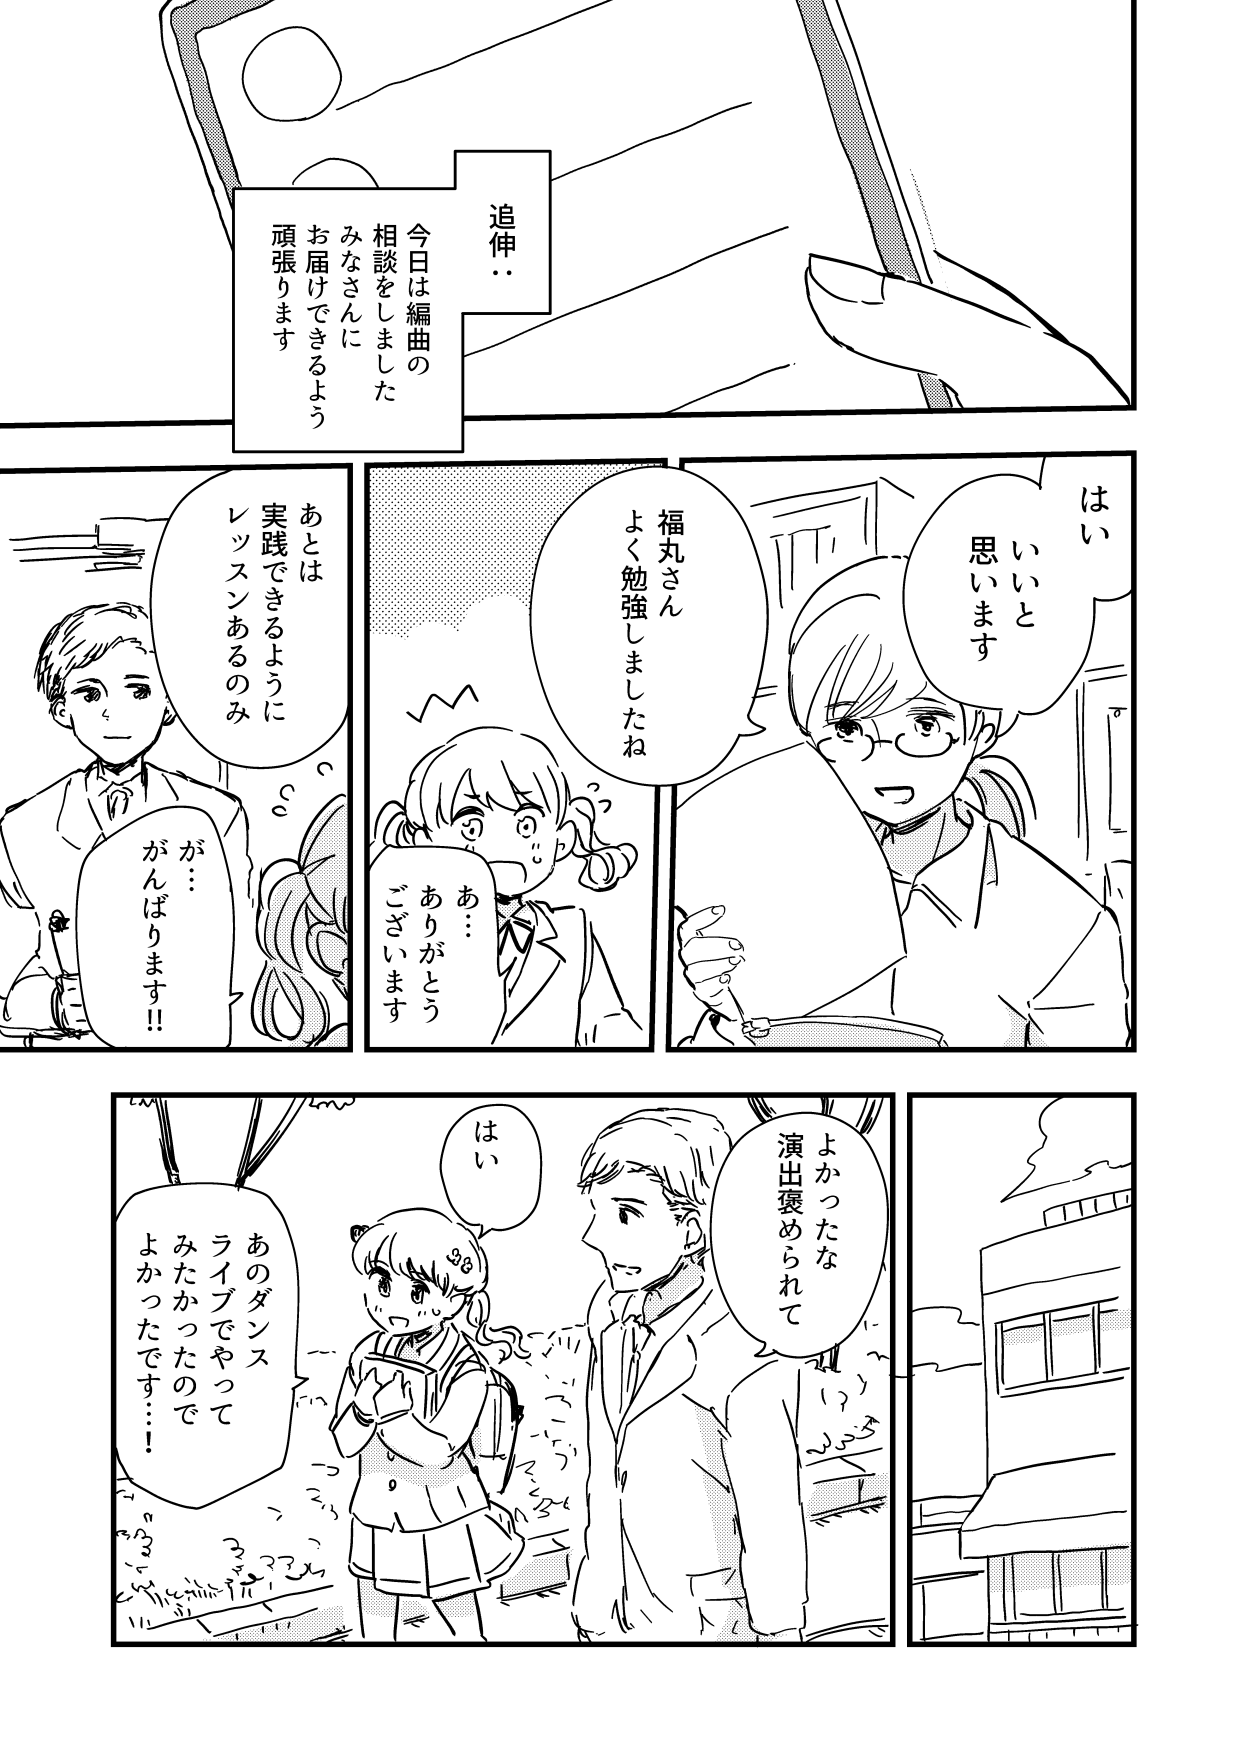 追伸：
今日は編曲の
相談をしました
みなさんに
お届けできるよう
頑張ります
はい
いいと
思います
福丸さん
よく勉強しましたね
あ…
ありがとう
ございます
あとは
実践できるように
レッスンあるのみ
が…
がんばります!!
よかったな
演出褒められて
はい
あのダンス
ライブでやって
みたかったので
よかったです…！